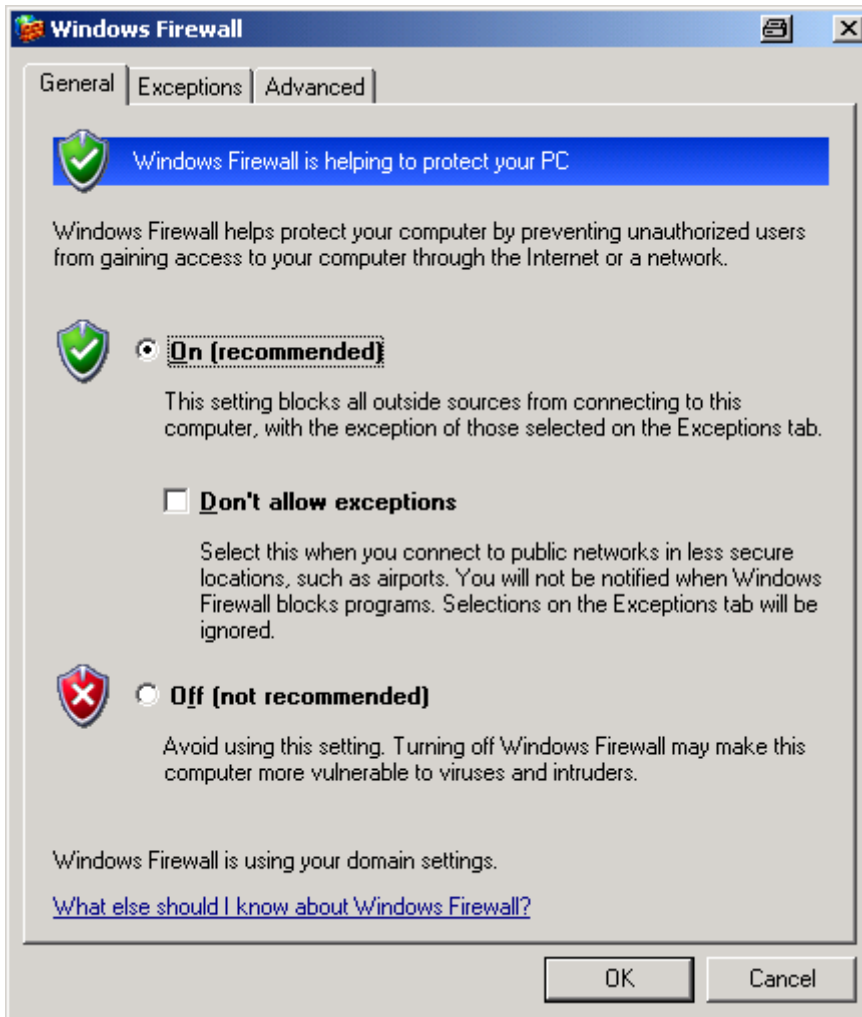 Windows Firewall
General
Exceptions
Advanced
Windows Firewall is helping to protect your PC
Windows Firewall helps protect your computer by preventing unauthorized users
from gaining access to your computer through the Internet or a network.
On (recommended)
This setting blocks all outside sources from connecting to this
computer, with the exception of those selected on the Exceptions tab.
Don't allow exceptions
Select this when you connect to public networks in less secure
locations, such as airports. You will not be notified when Windows
Firewall blocks programs. Selections on the Exceptions tab will be
ignored.
Off (not recommended)
Avoid using this setting. Turning off Windows Firewall may make this
computer more vulnerable to viruses and intruders.
Windows Firewall is using your domain settings.
What else should I know about Windows Firewall?
OK
Cancel